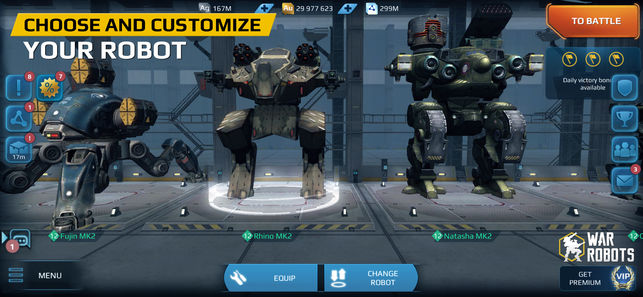 Ag 167M
Au 29 977 623
299M
CHOOSE AND CUSTOMIZE
YOUR ROBOT
TO BATTLE
Daily victory bonus
available
8
7
1
!
17m
3
1
12 Fujin MK2
12 Rhino MK2
12 Natasha MK2
12
WAR
ROBOTS
MENU
EQUIP
CHANGE
ROBOT
GET
PREMIUM
VIP